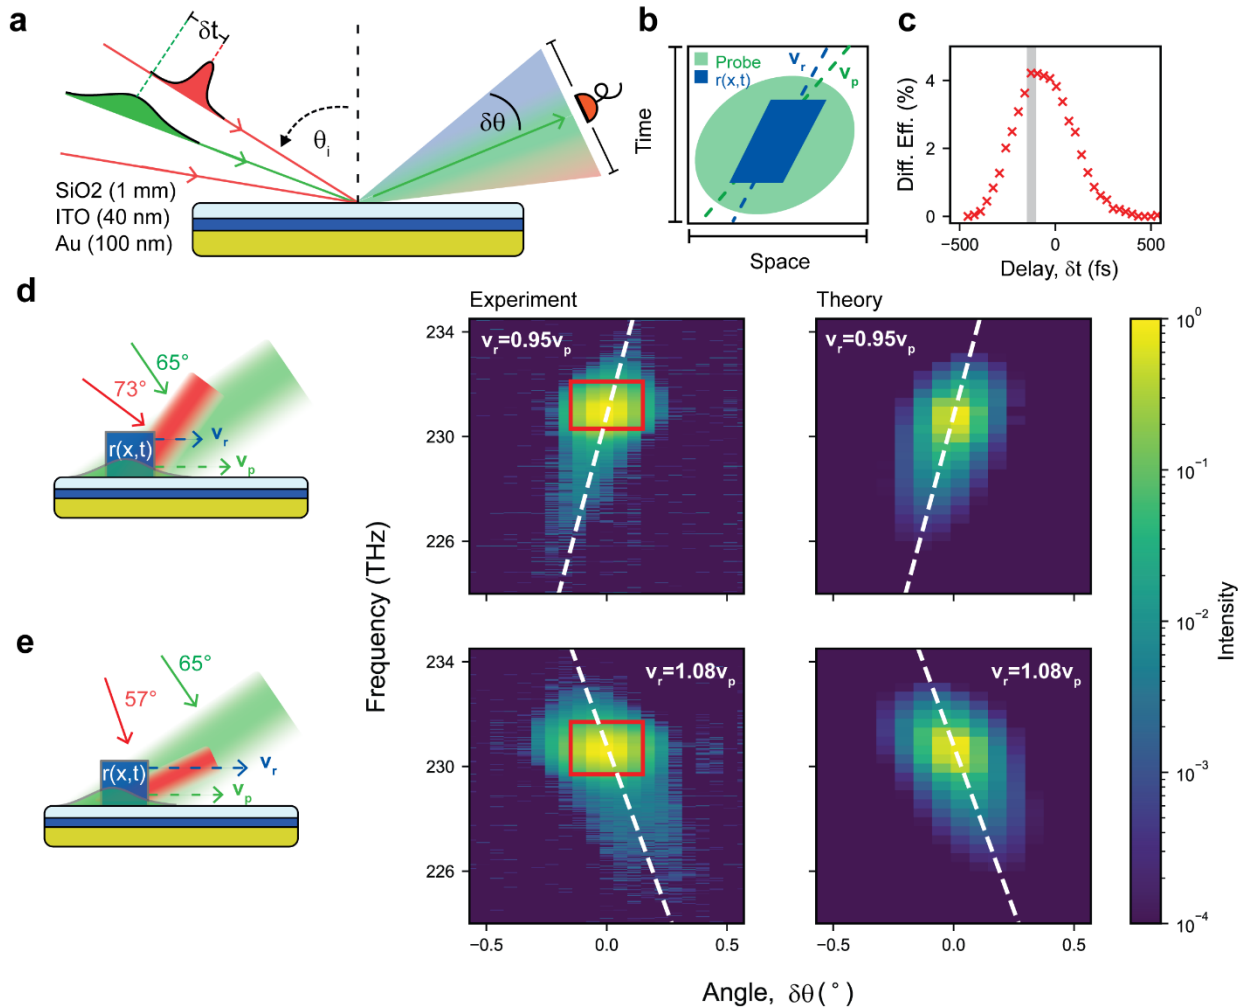 a
δt
θi
δθ
SiO2 (1 mm)
ITO (40 nm)
Au (100 nm)
b
Probe
r(x,t)
vr
vp
Time
Space
c
Diff. Eff. (%)
4
2
0
−500
0
500
Delay, δt (fs)
d
65°
73°
r(x,t)
vr
vp
Experiment
Theory
vr=0.95vp
vr=0.95vp
234
230
226
Frequency (THz)
−0.5
0.0
0.5
e
65°
57°
r(x,t)
vr
vp
vr=1.08vp
vr=1.08vp
234
230
226
−0.5
0.0
0.5
Angle, δθ(°)
10^0
10^−1
10^−2
10^−3
10^−4
Intensity